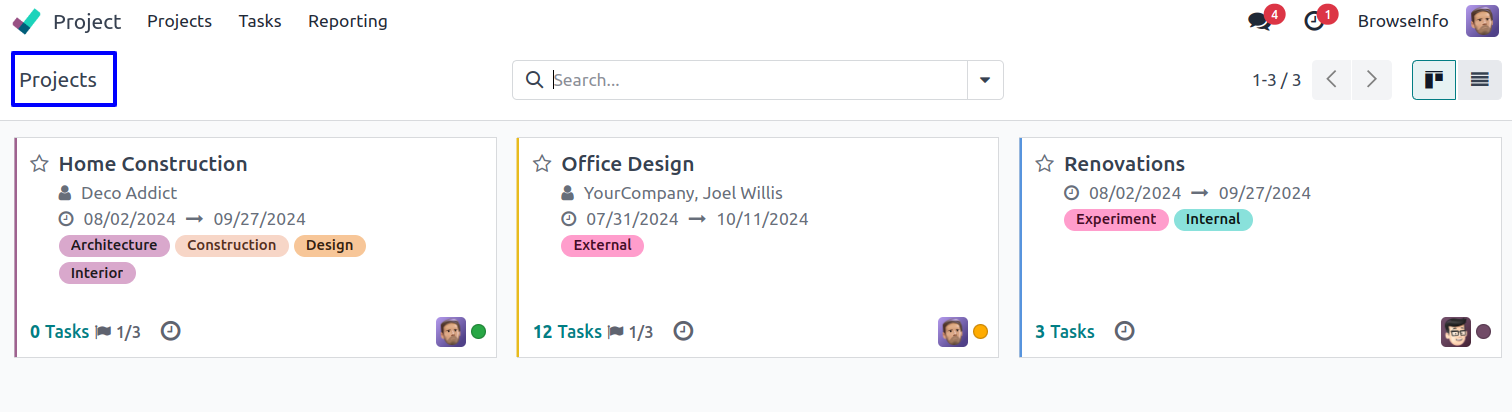 Project Projects Tasks Reporting 4 1 BrowseInfo
Projects Search... 1-3 / 3
Home Construction
Deco Addict
08/02/2024 → 09/27/2024
Architecture Construction Design
Interior
0 Tasks 1/3
Office Design
YourCompany, Joel Willis
07/31/2024 → 10/11/2024
External
12 Tasks 1/3
Renovations
08/02/2024 → 09/27/2024
Experiment Internal
3 Tasks